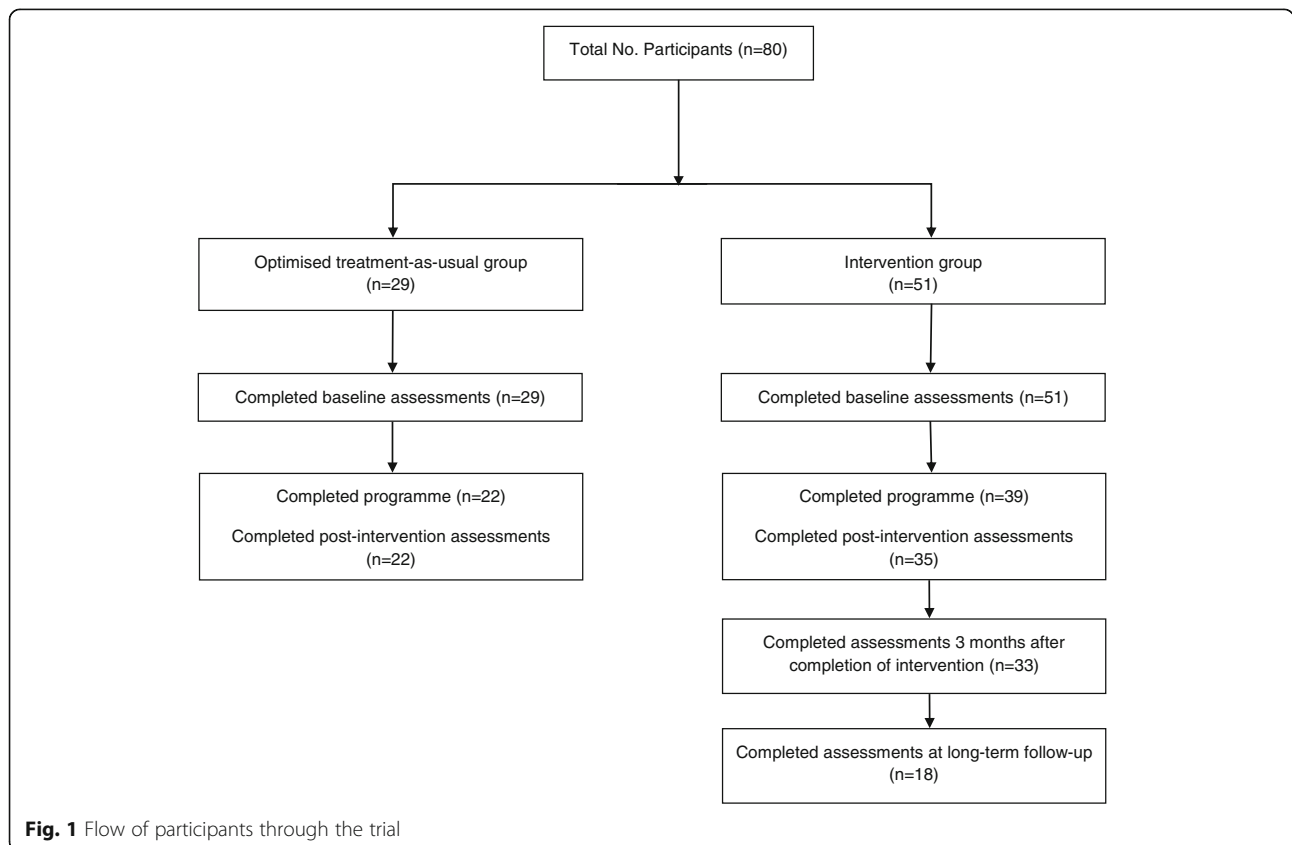 Total No. Participants (n=80)
Optimised treatment-as-usual group
(n=29)
Intervention group
(n=51)
Completed baseline assessments (n=29)
Completed baseline assessments (n=51)
Completed programme (n=22)
Completed post-intervention assessments
(n=22)
Completed programme (n=39)
Completed post-intervention assessments
(n=35)
Completed assessments 3 months after
completion of intervention (n=33)
Completed assessments at long-term follow-up
(n=18)
Fig. 1 Flow of participants through the trial